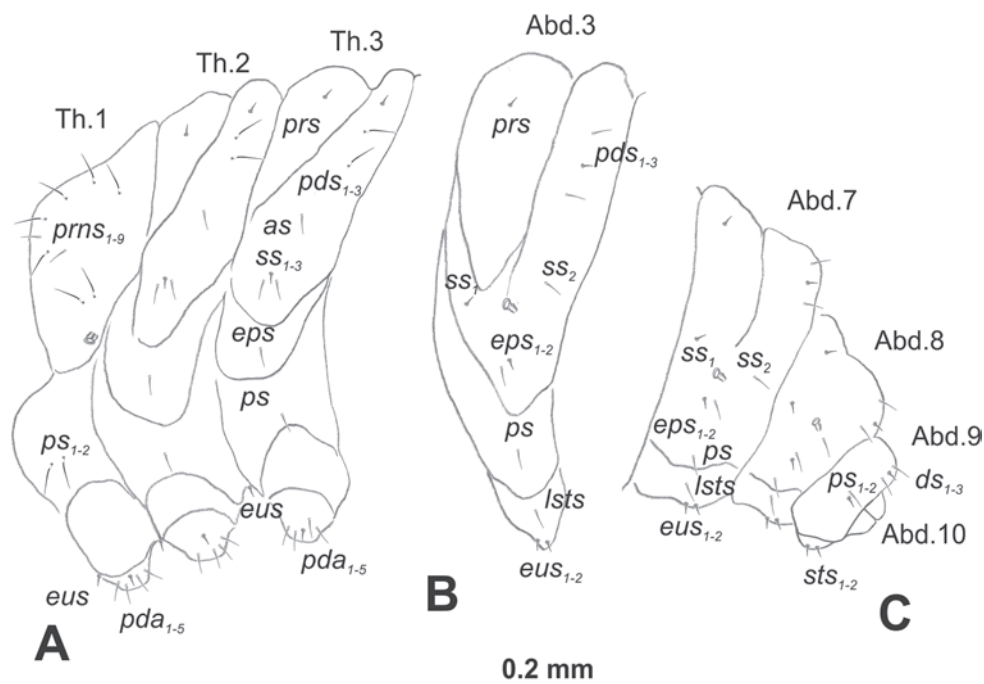 Th.1
Th.2
Th.3
prns1-9
prs
pds1-3
as
ss1-3
eps
ps
ps1-2
eus
pda1-5
eus
pda1-5
A
Abd.3
prs
pds1-3
ss1
ss2
eps1-2
ps
lsts
eus1-2
B
Abd.7
Abd.8
ss1
ss2
eps1-2
ps
lsts
eus1-2
Abd.9
ps1-2
ds1-3
Abd.10
sts1-2
C
0.2 mm